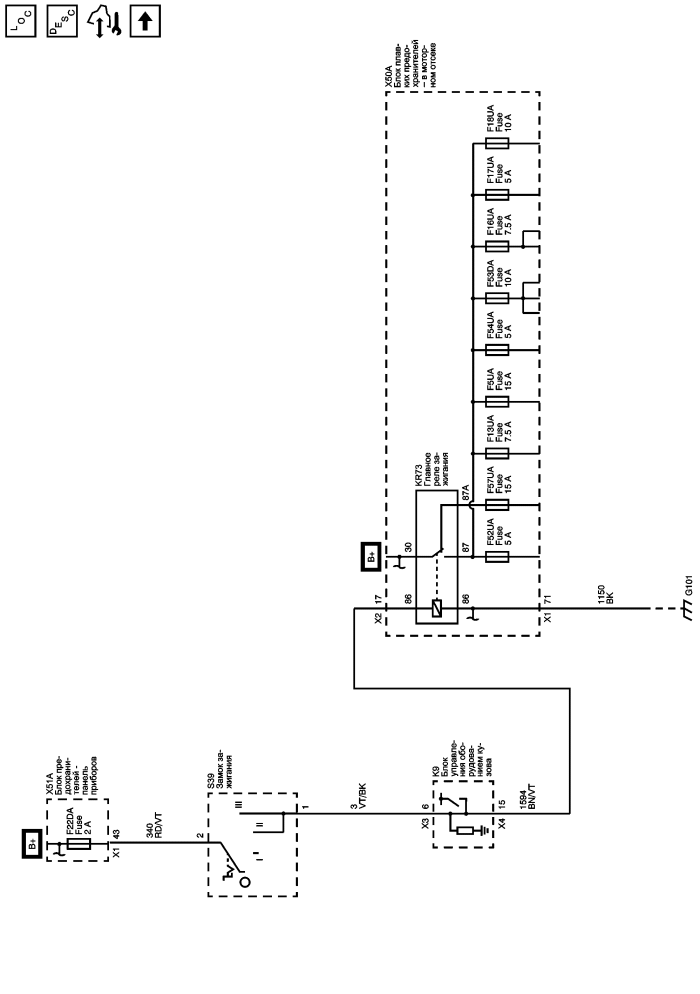 LOC
DESC
X50A
Блок плав-
ких предо-
хранителей
– в мотор-
ном отсеке
F18UA
Fuse
10 A
F17UA
Fuse
5 A
F16UA
Fuse
7.5 A
F53DA
Fuse
10 A
F54UA
Fuse
5 A
F5UA
Fuse
15 A
F13UA
Fuse
7.5 A
F57UA
Fuse
15 A
F52UA
Fuse
5 A
KR73
Главное
реле за-
жигания
87A
87
30
B+
86
86
17
X2
71
X1
1150
BK
G101
X51A
Блок пре-
дохрани-
телей -
панель
приборов
B+
F22DA
Fuse
2 A
43
X1
340
RD/VT
S39
Замок за-
жигания
2
III
II
I
1
3
VT/BK
K9
Блок
управле-
ния обо-
рудова-
нием ку-
зова
6
X3
15
X4
1594
BN/VT